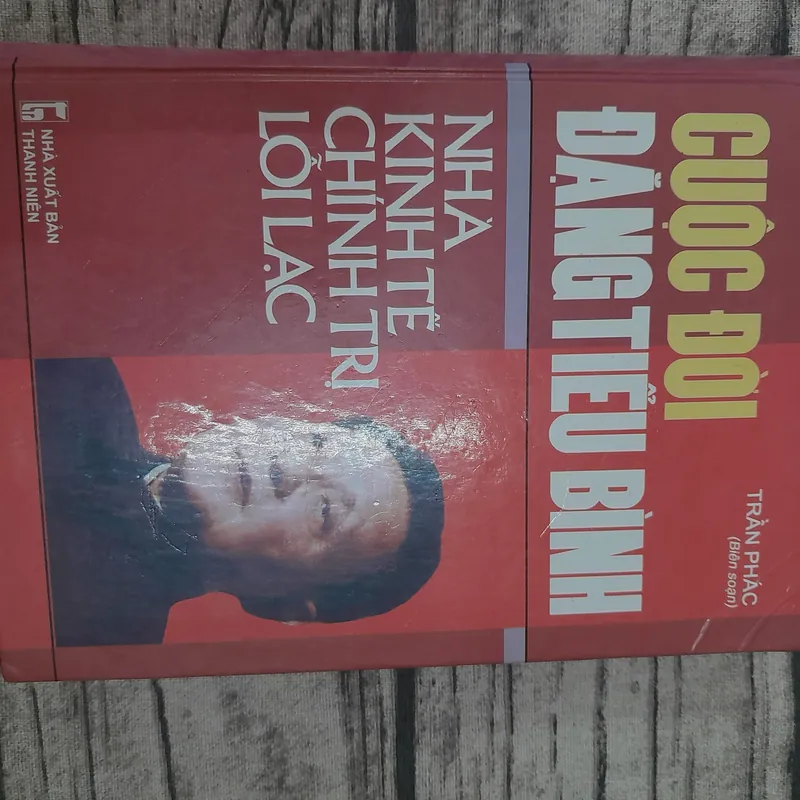 TRẦN PHÁC
(Biên soạn)
CUỘC ĐỜI
ĐẶNG TIỂU BÌNH
NHÀ
KINH TẾ
CHÍNH TRỊ
LỖI LẠC
NHÀ XUẤT BẢN
THANH NIÊN